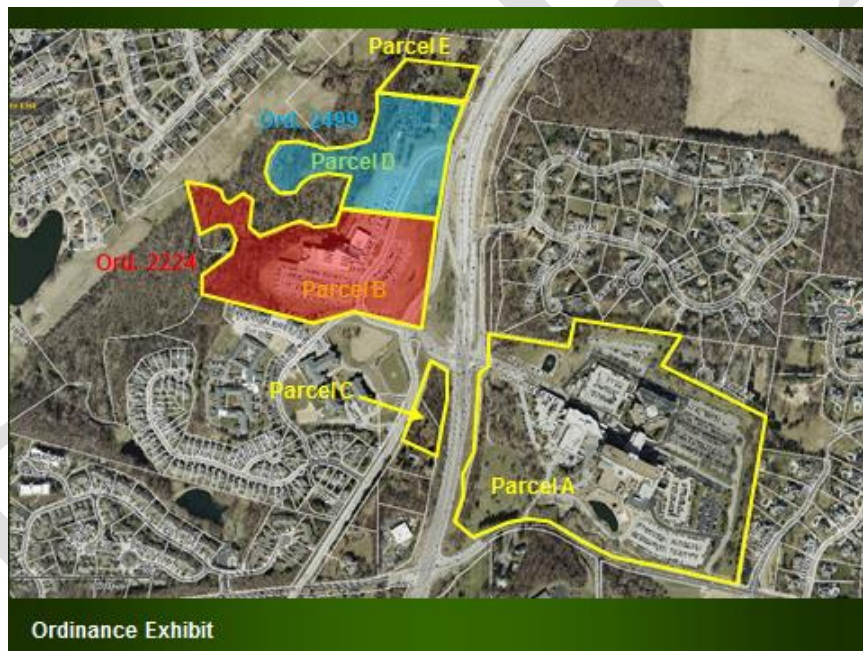 Parcel E
Ord. 2499
Parcel D
Ord. 2224
Parcel B
Parcel C
Parcel A
Ordinance Exhibit